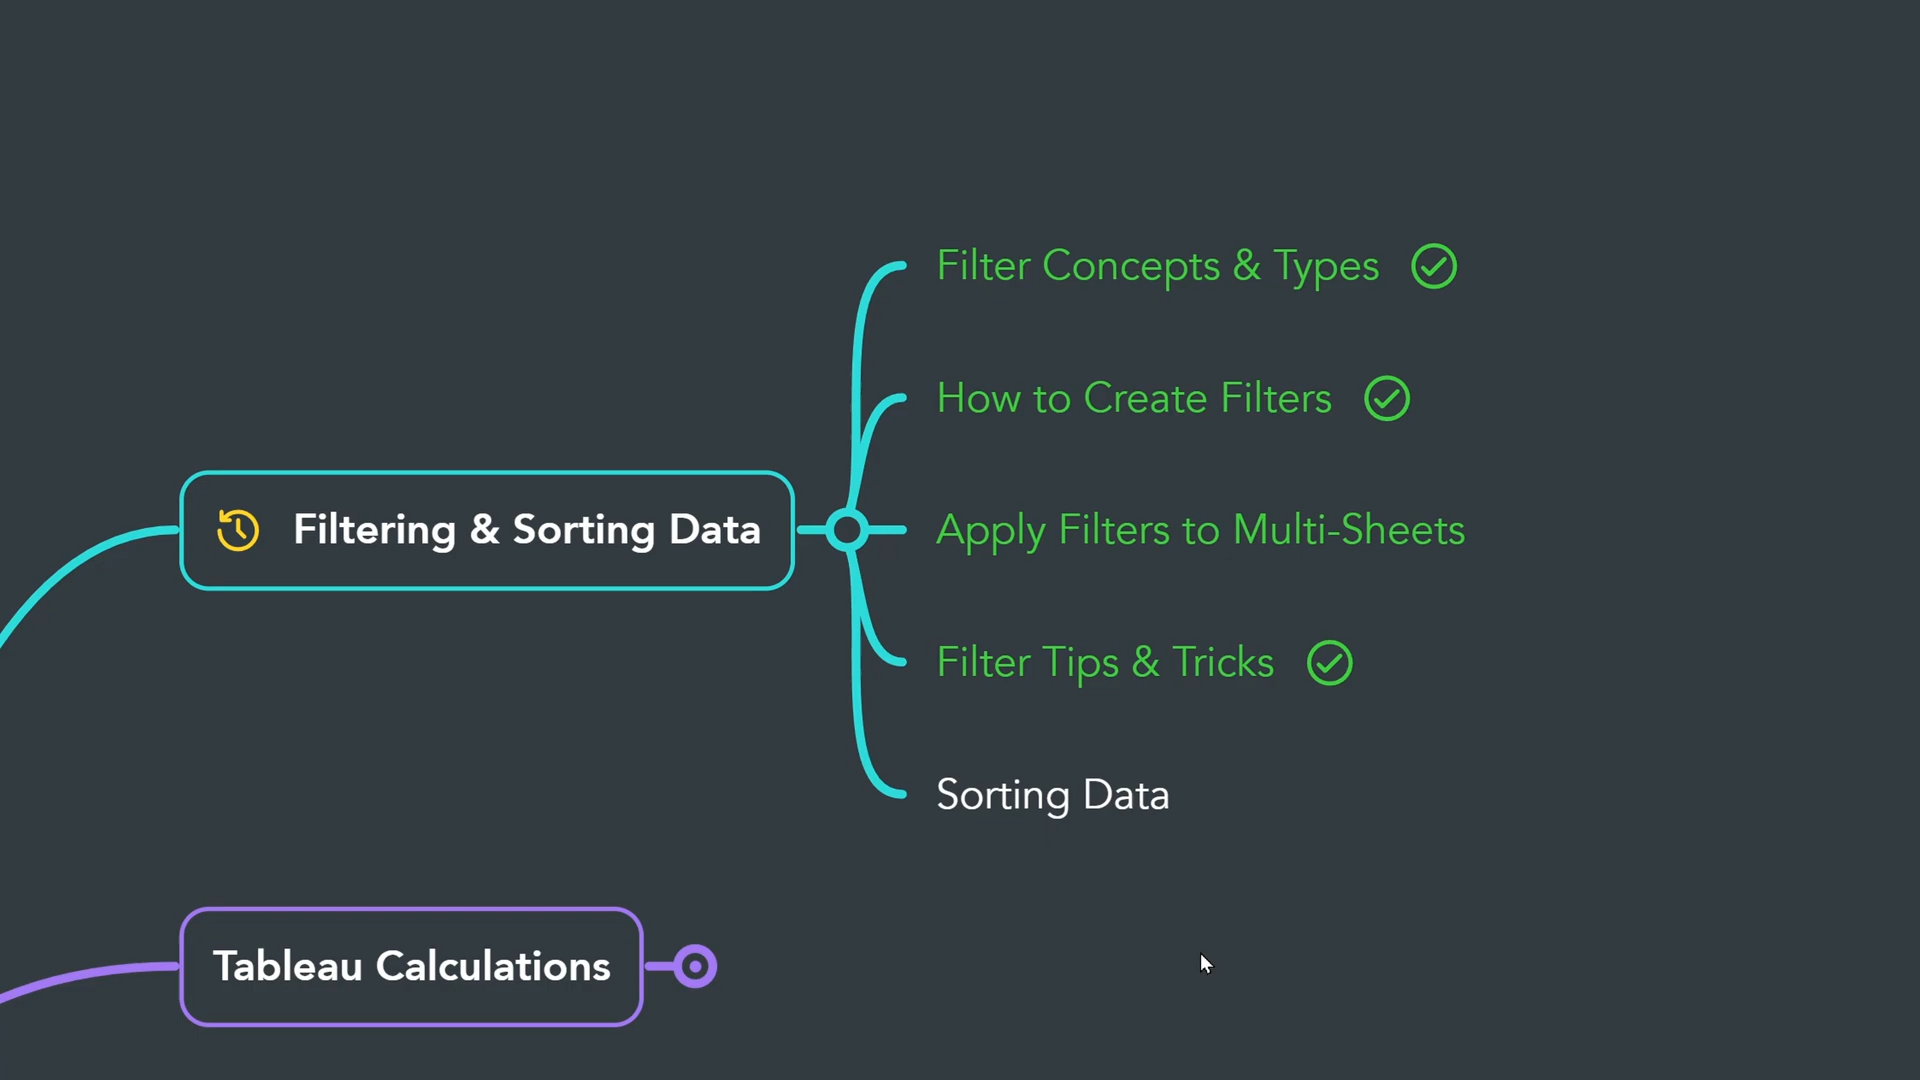 Filter Concepts & Types
How to Create Filters
Filtering & Sorting Data
Apply Filters to Multi-Sheets
Filter Tips & Tricks
Sorting Data
Tableau Calculations